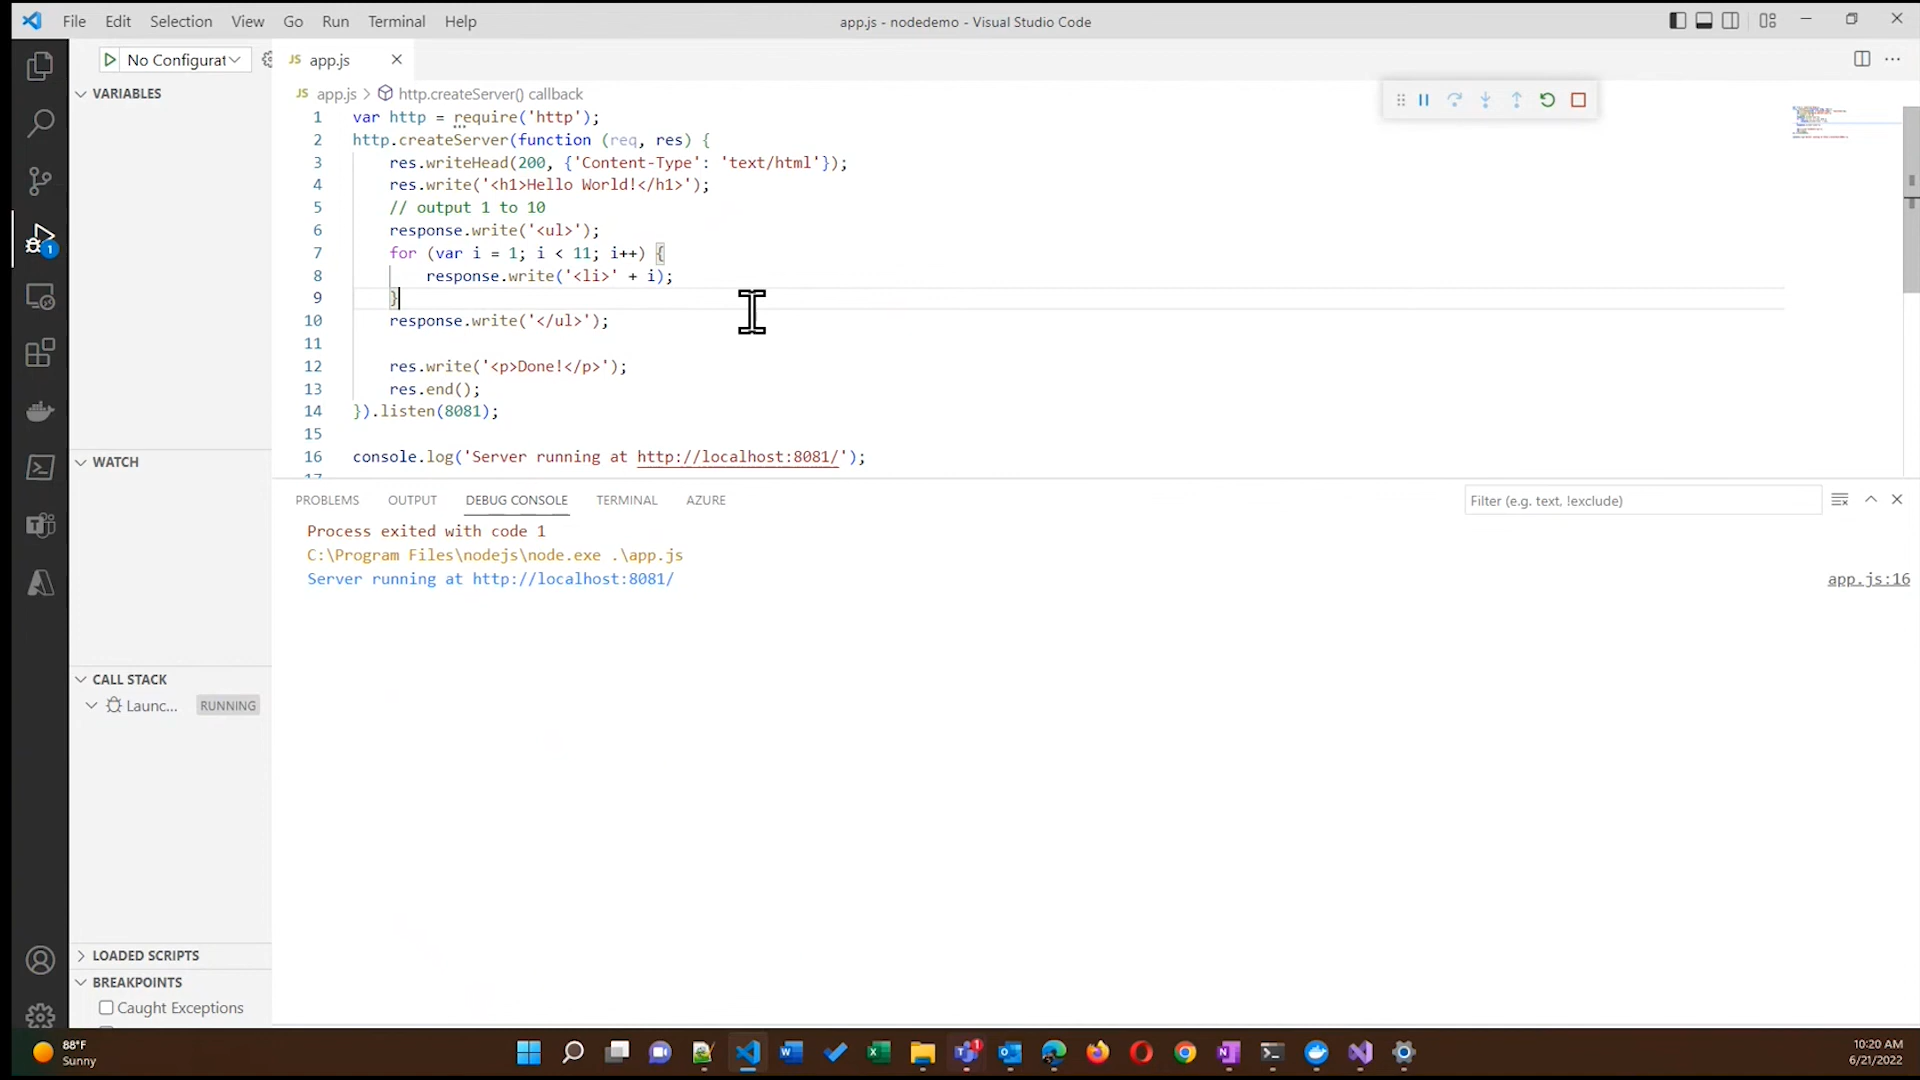 File Edit Selection View Go Run Terminal Help
app.js - nodedemo - Visual Studio Code
No Configurat
JS app.js
VARIABLES
JS app.js > http.createServer() callback
1 var http = require('http');
2 http.createServer(function (req, res) {
3 res.writeHead(200, {'Content-Type': 'text/html'});
4 res.write('<h1>Hello World!</h1>');
5 // output 1 to 10
6 response.write('<ul>');
7 for (var i = 1; i < 11; i++) {
8 response.write('<li>' + i);
9 }
10 response.write('</ul>');
11
12 res.write('<p>Done!</p>');
13 res.end();
14 }).listen(8081);
15
16 console.log('Server running at http://localhost:8081/');
17
WATCH
PROBLEMS OUTPUT DEBUG CONSOLE TERMINAL AZURE
Filter (e.g. text, !exclude)
Process exited with code 1
C:\Program Files\nodejs\node.exe .\app.js
Server running at http://localhost:8081/
app.js:16
CALL STACK
Launc... RUNNING
LOADED SCRIPTS
BREAKPOINTS
Caught Exceptions
1
88°F
Sunny
1
10:20 AM
6/21/2022